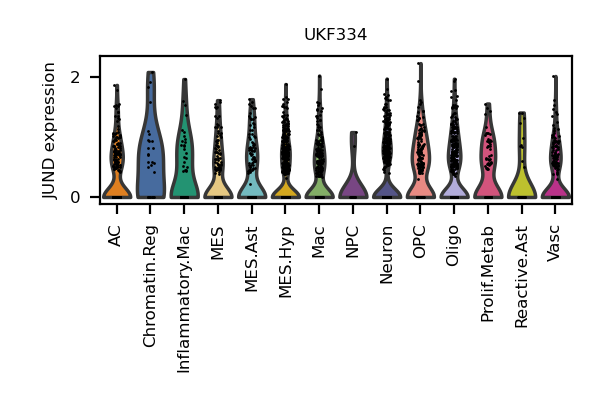 UKF334
JUND expression
2
0
AC
Chromatin.Reg
Inflammatory.Mac
MES
MES.Ast
MES.Hyp
Mac
NPC
Neuron
OPC
Oligo
Prolif.Metab
Reactive.Ast
Vasc